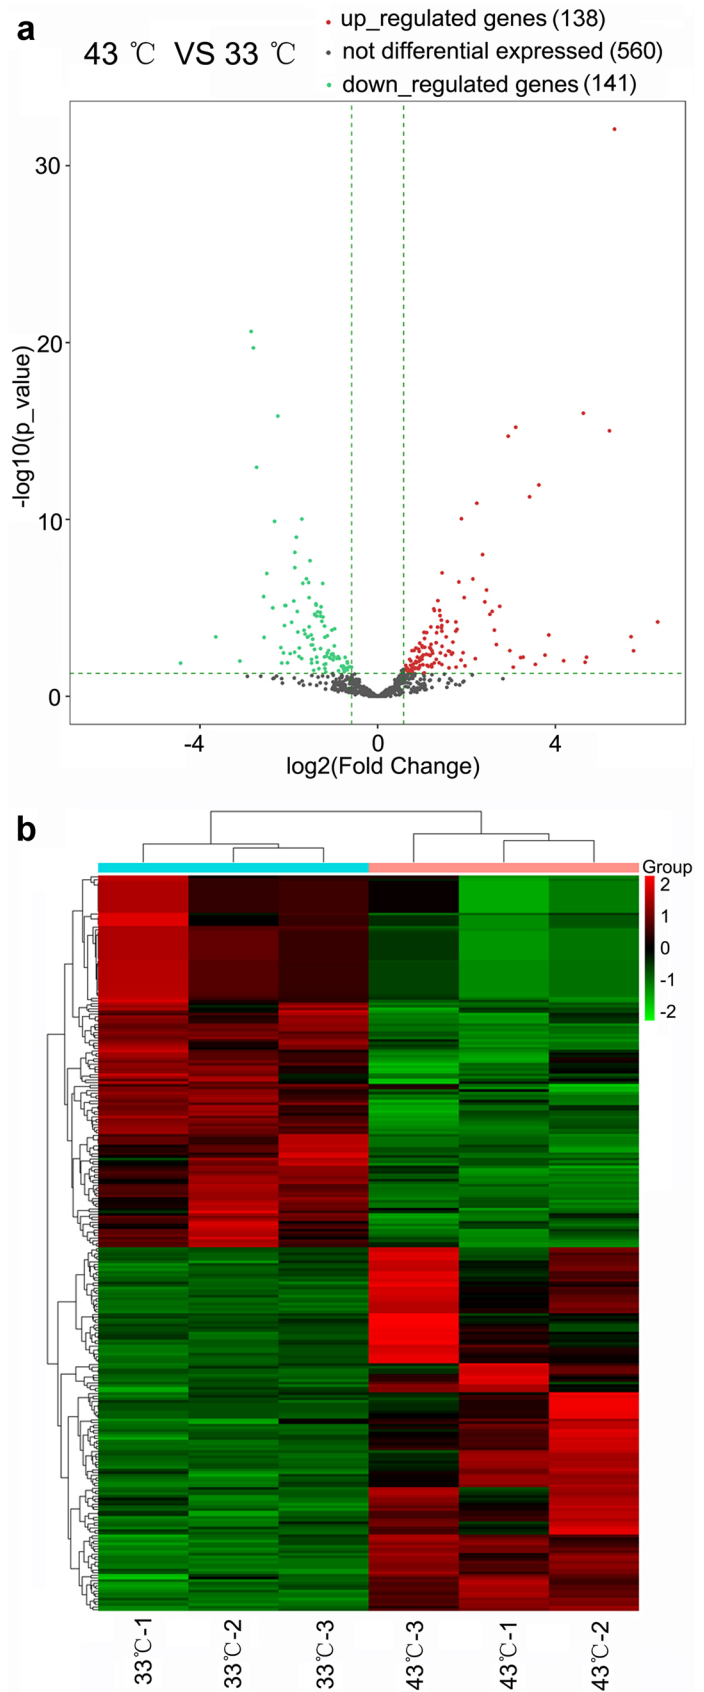 a
43 ℃ VS 33 ℃
up_regulated genes (138)
not differential expressed (560)
down_regulated genes (141)
30
20
10
0
-log10(p_value)
-4 0 4
log2(Fold Change)
b
Group
2
1
0
-1
-2
33℃-1 33℃-2 33℃-3 43℃-3 43℃-1 43℃-2